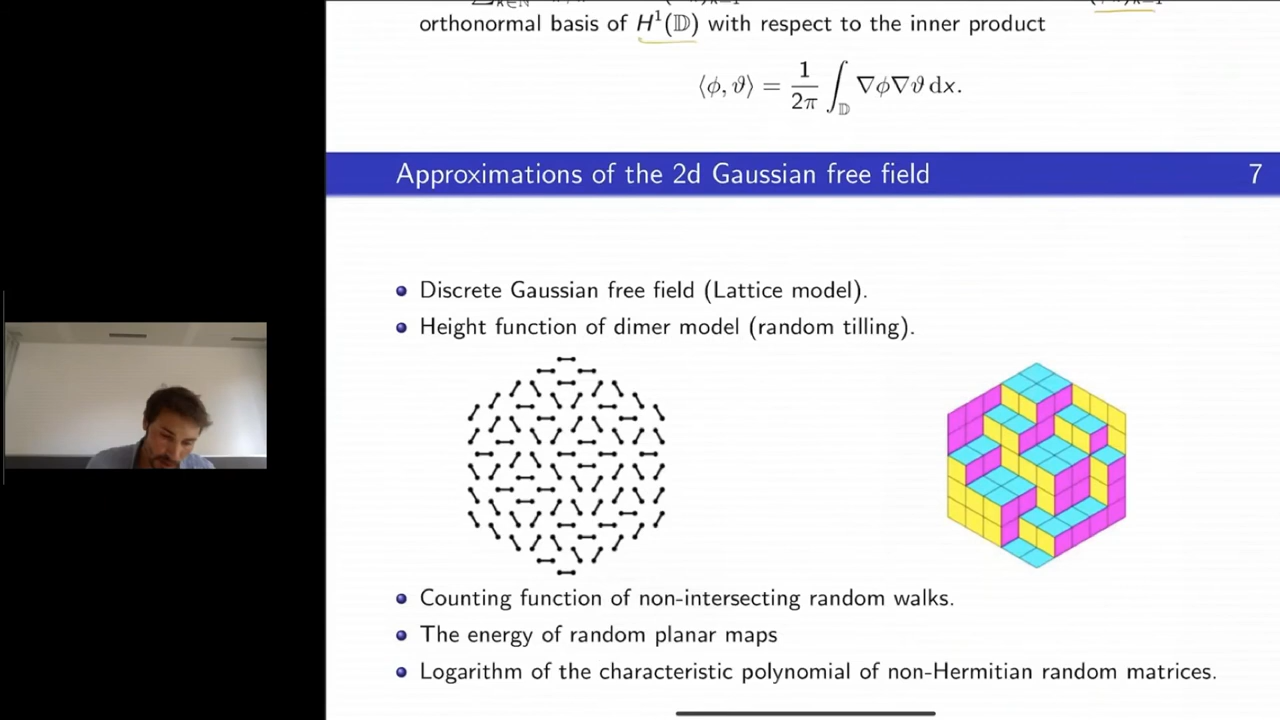 orthonormal basis of H¹(𝔻) with respect to the inner product
⟨ϕ, ϑ⟩ = 1/2π ∫_𝔻 ∇ϕ∇ϑ dx.
Approximations of the 2d Gaussian free field 7
Discrete Gaussian free field (Lattice model).
Height function of dimer model (random tilling).
Counting function of non-intersecting random walks.
The energy of random planar maps
Logarithm of the characteristic polynomial of non-Hermitian random matrices.